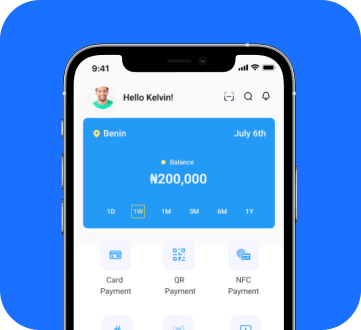 9:41
Hello Kelvin!
Benin July 6th
Balance
₦200,000
1D 1W 1M 3M 6M 1Y
Card Payment
QR Payment
NFC Payment